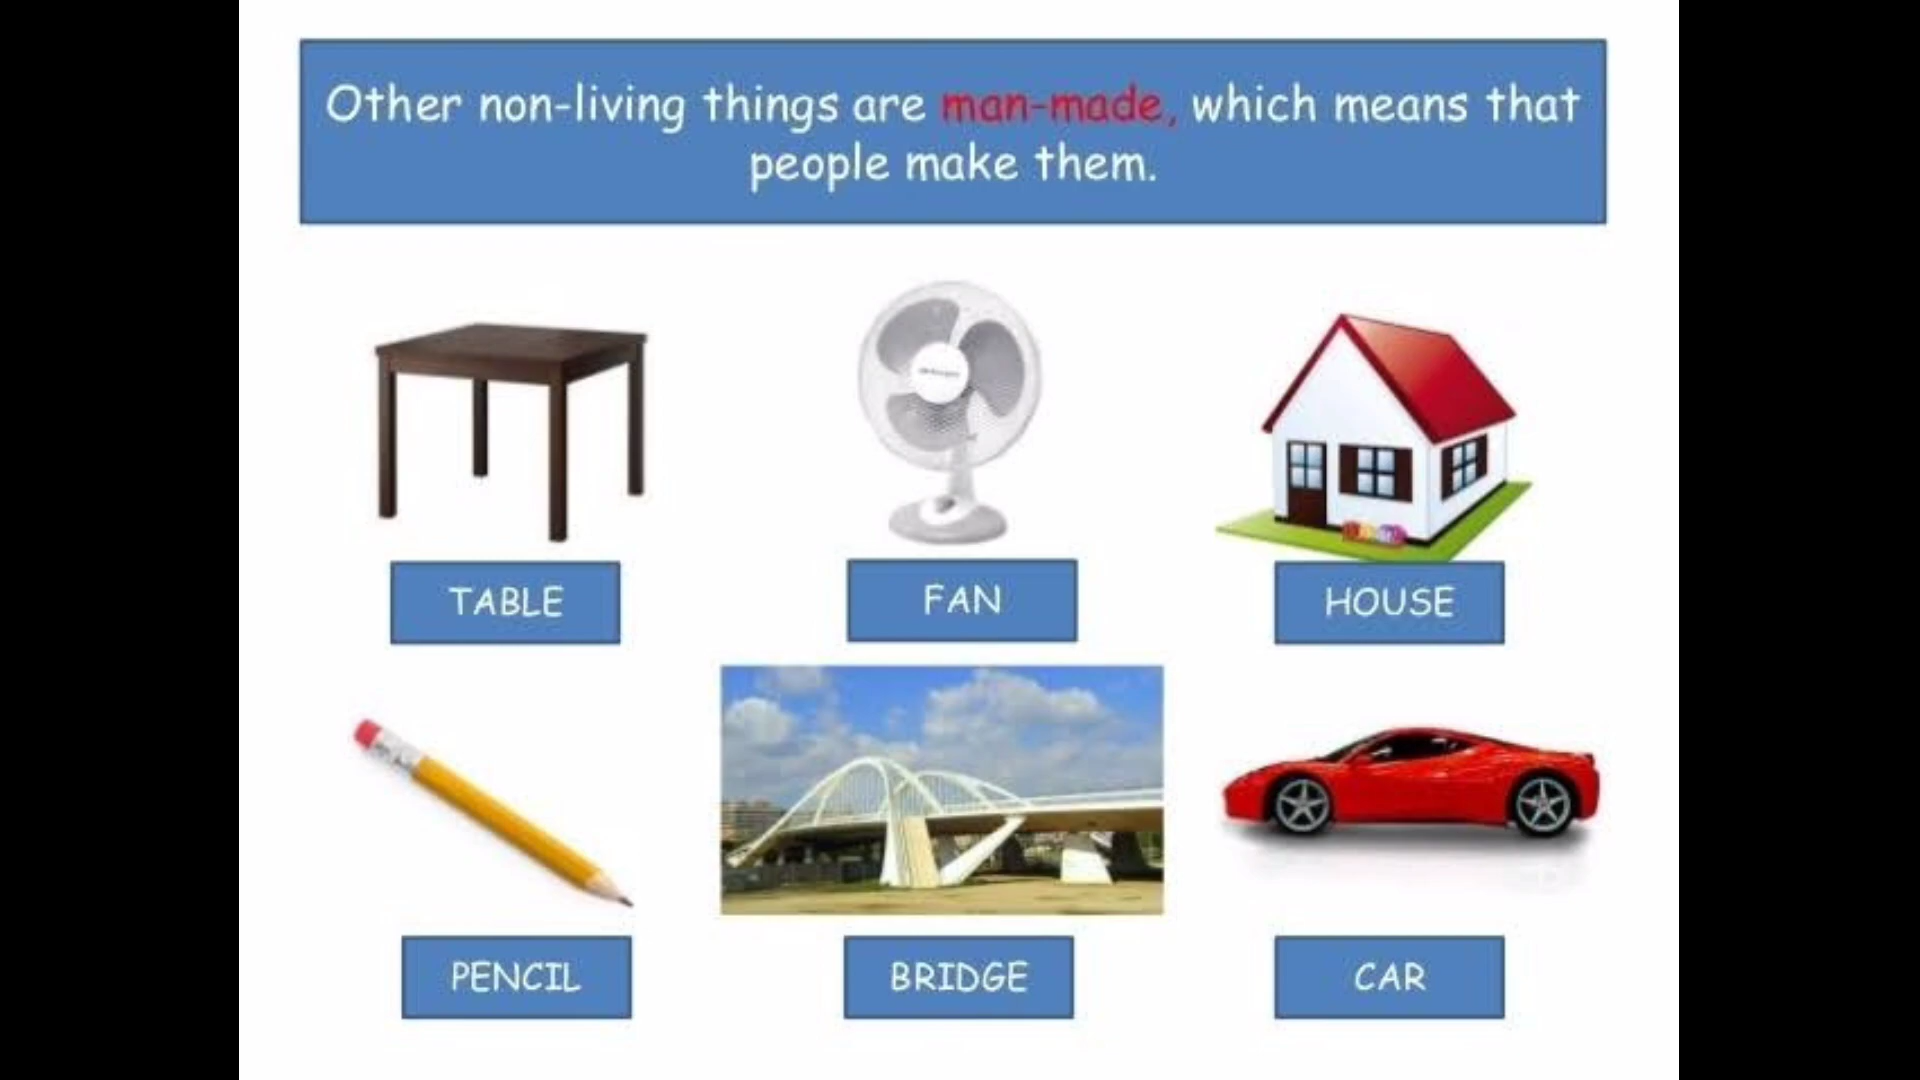 Other non-living things are man-made, which means that
people make them.
TABLE
FAN
HOUSE
PENCIL
BRIDGE
CAR